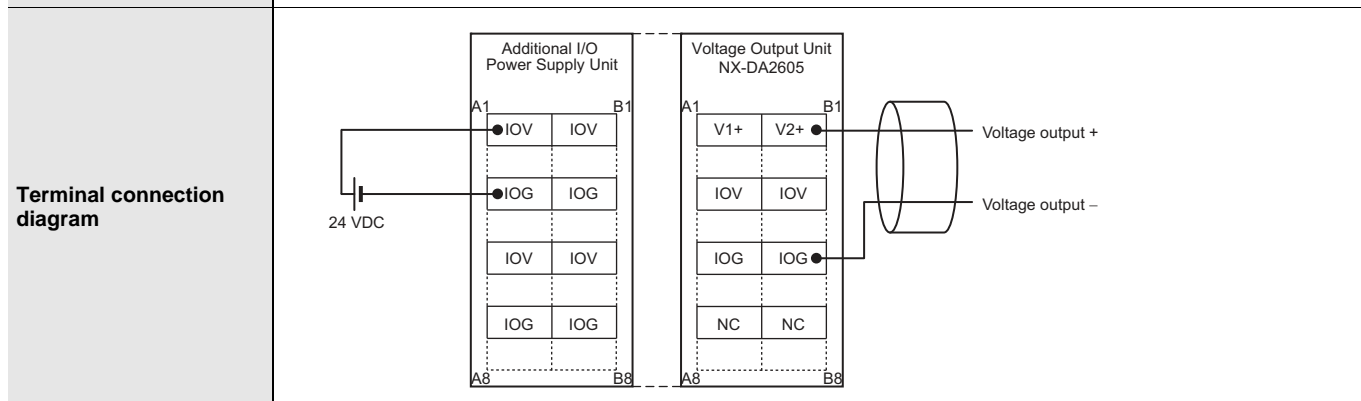 Terminal connection
diagram
Additional I/O
Power Supply Unit
A1 B1
IOV IOV
IOG IOG
IOV IOV
IOG IOG
A8 B8
24 VDC
Voltage Output Unit
NX-DA2605
A1 B1
V1+ V2+
IOV IOV
IOG IOG
NC NC
A8 B8
Voltage output +
Voltage output −